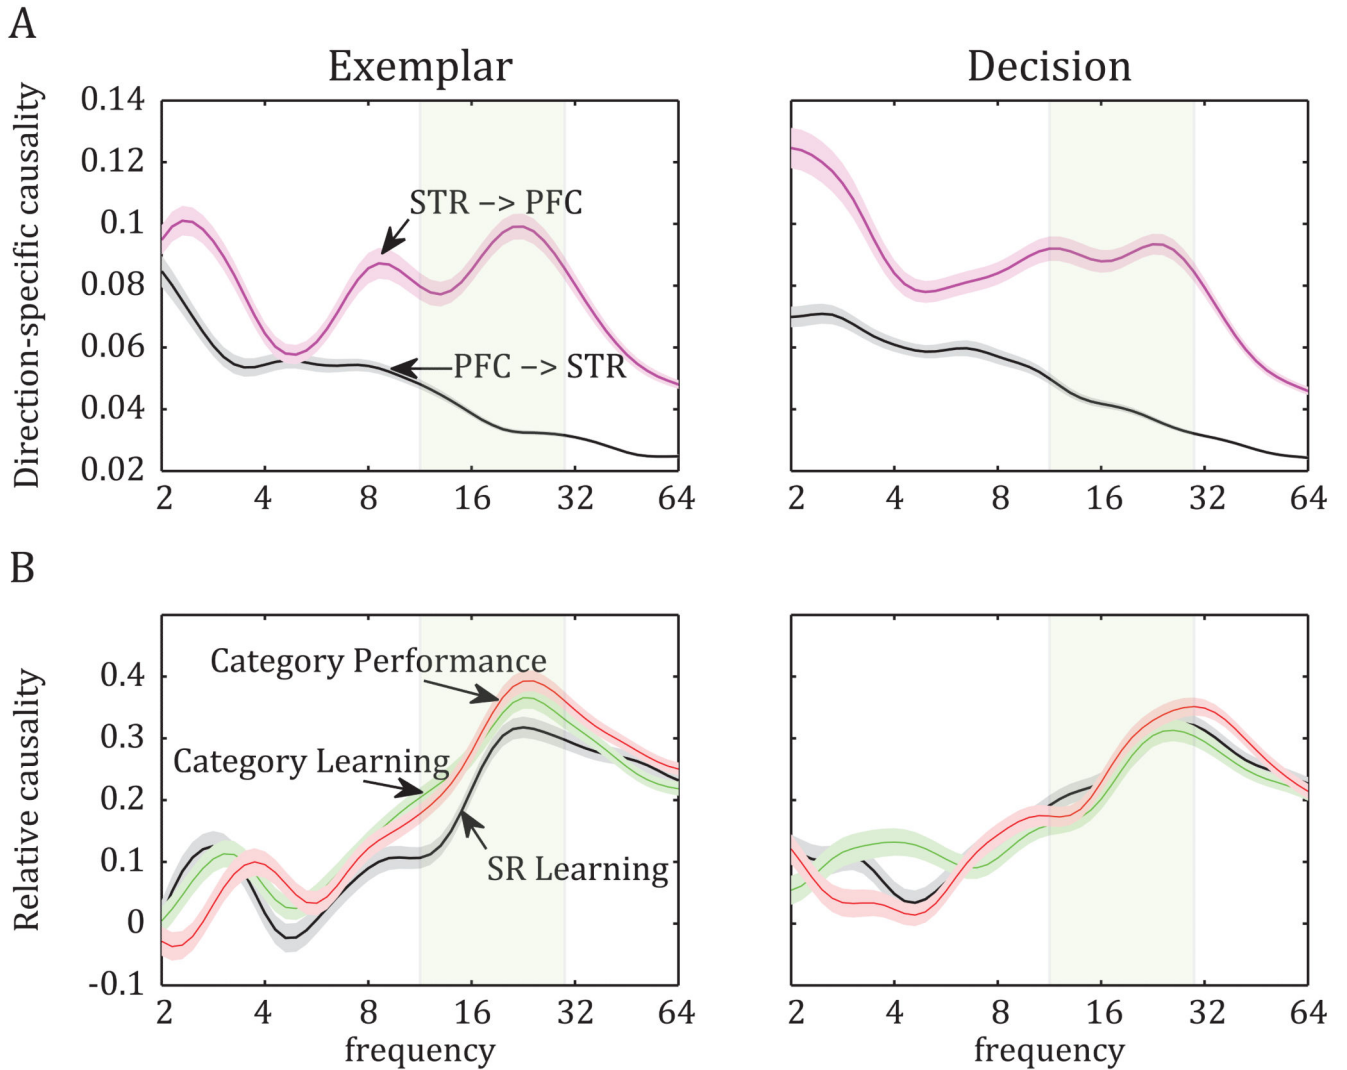 A
Exemplar
Decision
Direction-specific causality
0.14
0.12
0.1
0.08
0.06
0.04
0.02
STR –> PFC
PFC –> STR
2 4 8 16 32 64
2 4 8 16 32 64
B
Relative causality
0.4
0.3
0.2
0.1
0
-0.1
Category Performance
Category Learning
SR Learning
2 4 8 16 32 64
2 4 8 16 32 64
frequency
frequency